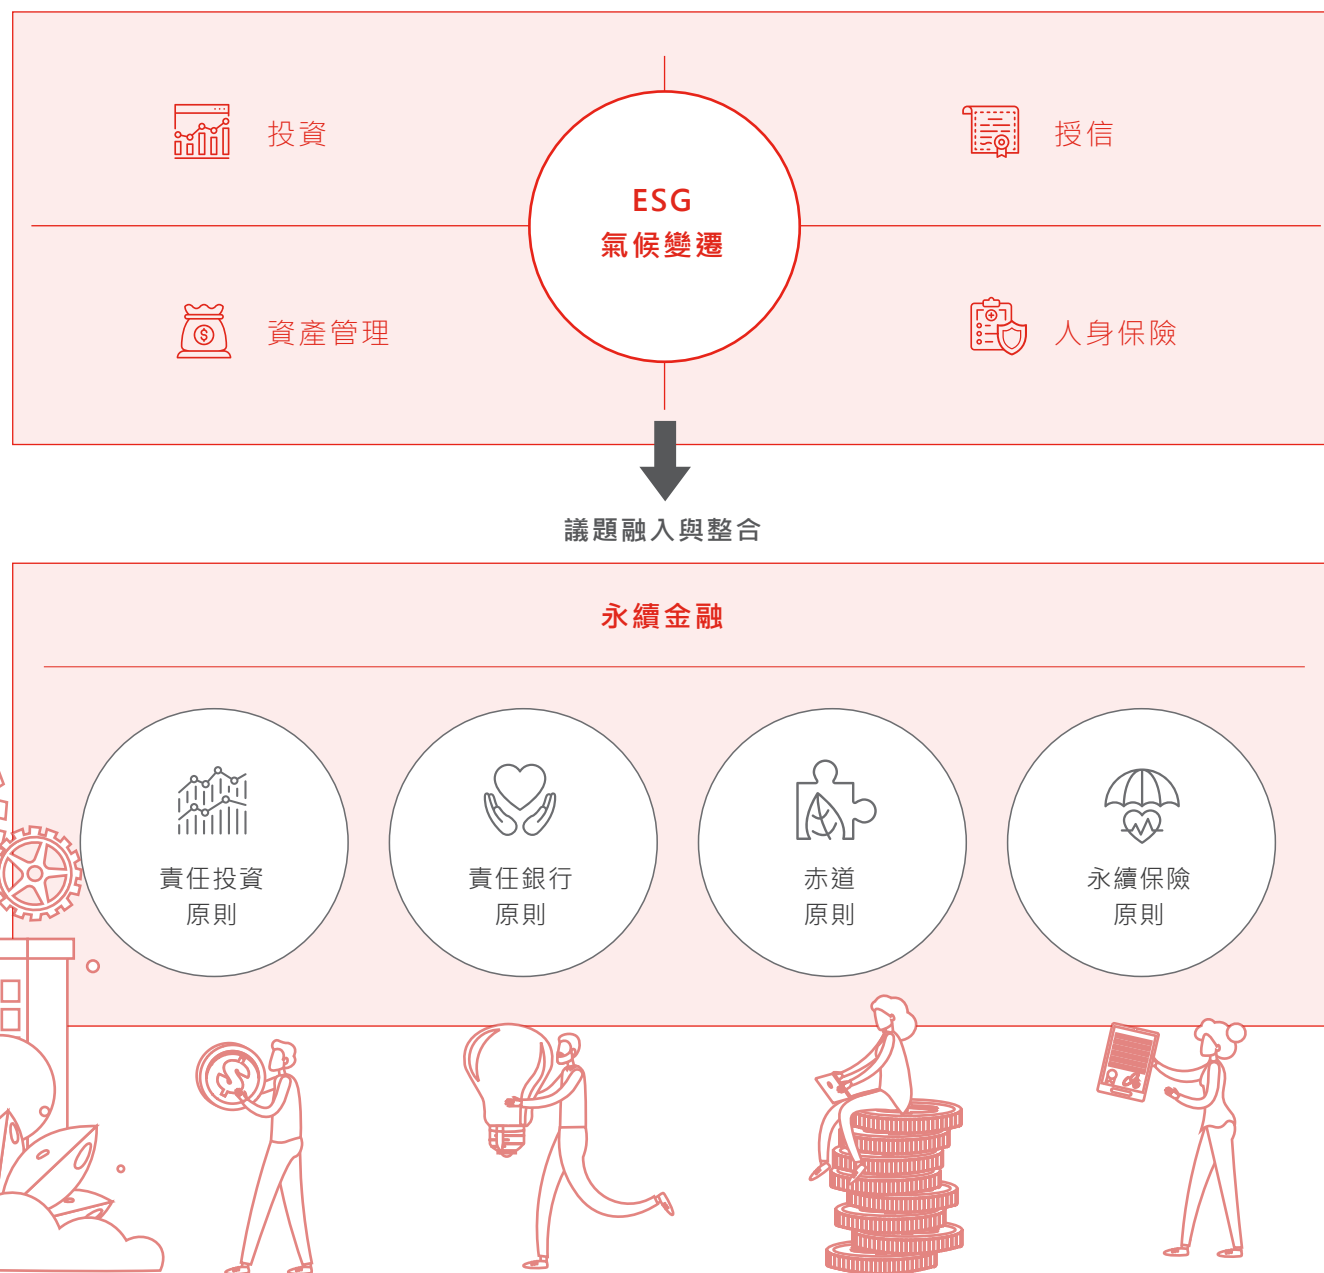 投資
授信
ESG
氣候變遷
資產管理
人身保險
議題融入與整合
永續金融
責任投資
原則
責任銀行
原則
赤道
原則
永續保險
原則